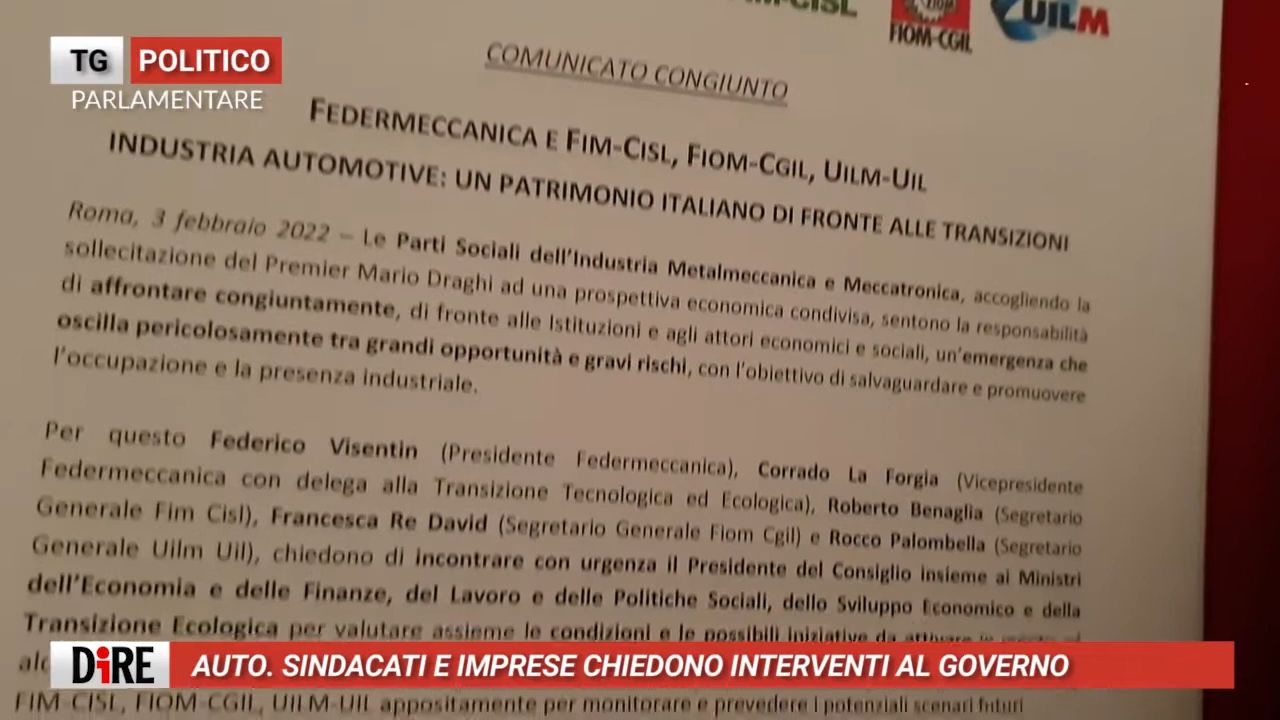 TG POLITICO
PARLAMENTARE
FIOM-CGIL
UILM
COMUNICATO CONGIUNTO
FEDERMECCANICA E FIM-CISL, FIOM-CGIL, UILM-UIL
INDUSTRIA AUTOMOTIVE: UN PATRIMONIO ITALIANO DI FRONTE ALLE TRANSIZIONI
Roma, 3 febbraio 2022 – Le Parti Sociali dell'Industria Metalmeccanica e Meccatronica, accogliendo la
sollecitazione del Premier Mario Draghi ad una prospettiva economica condivisa, sentono la responsabilità
di affrontare congiuntamente, di fronte alle Istituzioni e agli attori economici e sociali, un'emergenza che
oscilla pericolosamente tra grandi opportunità e gravi rischi, con l'obiettivo di salvaguardare e promuovere
l'occupazione e la presenza industriale.
Per questo Federico Visentin (Presidente Federmeccanica), Corrado La Forgia (Vicepresidente
Federmeccanica con delega alla Transizione Tecnologica ed Ecologica), Roberto Benaglia (Segretario
Generale Fim Cisl), Francesca Re David (Segretario Generale Fiom Cgil) e Rocco Palombella (Segretario
Generale Uilm Uil), chiedono di incontrare con urgenza il Presidente del Consiglio insieme ai Ministri
dell'Economia e delle Finanze, del Lavoro e delle Politiche Sociali, dello Sviluppo Economico e della
Transizione Ecologica per valutare assieme le condizioni e le possibili iniziative da
DiRE AUTO. SINDACATI E IMPRESE CHIEDONO INTERVENTI AL GOVERNO
FIM-CISL, FIOM-CGIL, UILM-UIL appositamente per monitorare e prevedere i potenziali scenari futuri